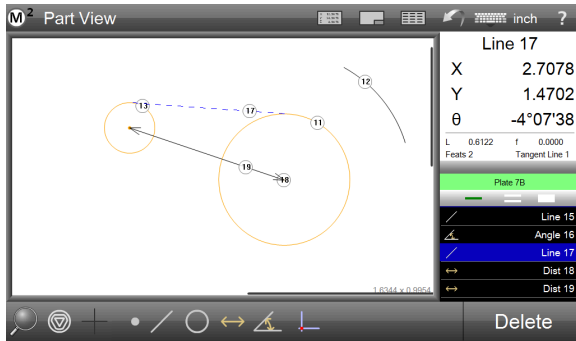 M2 Part View
inch ?
12
13
17
11
19
18
1.6344 x 0.9954
Line 17
X 2.7078
Y 1.4702
θ -4°07'38
L 0.6122 f 0.0000
Feats 2 Tangent Line 1
Plate 7B
Line 15
Angle 16
Line 17
Dist 18
Dist 19
Delete